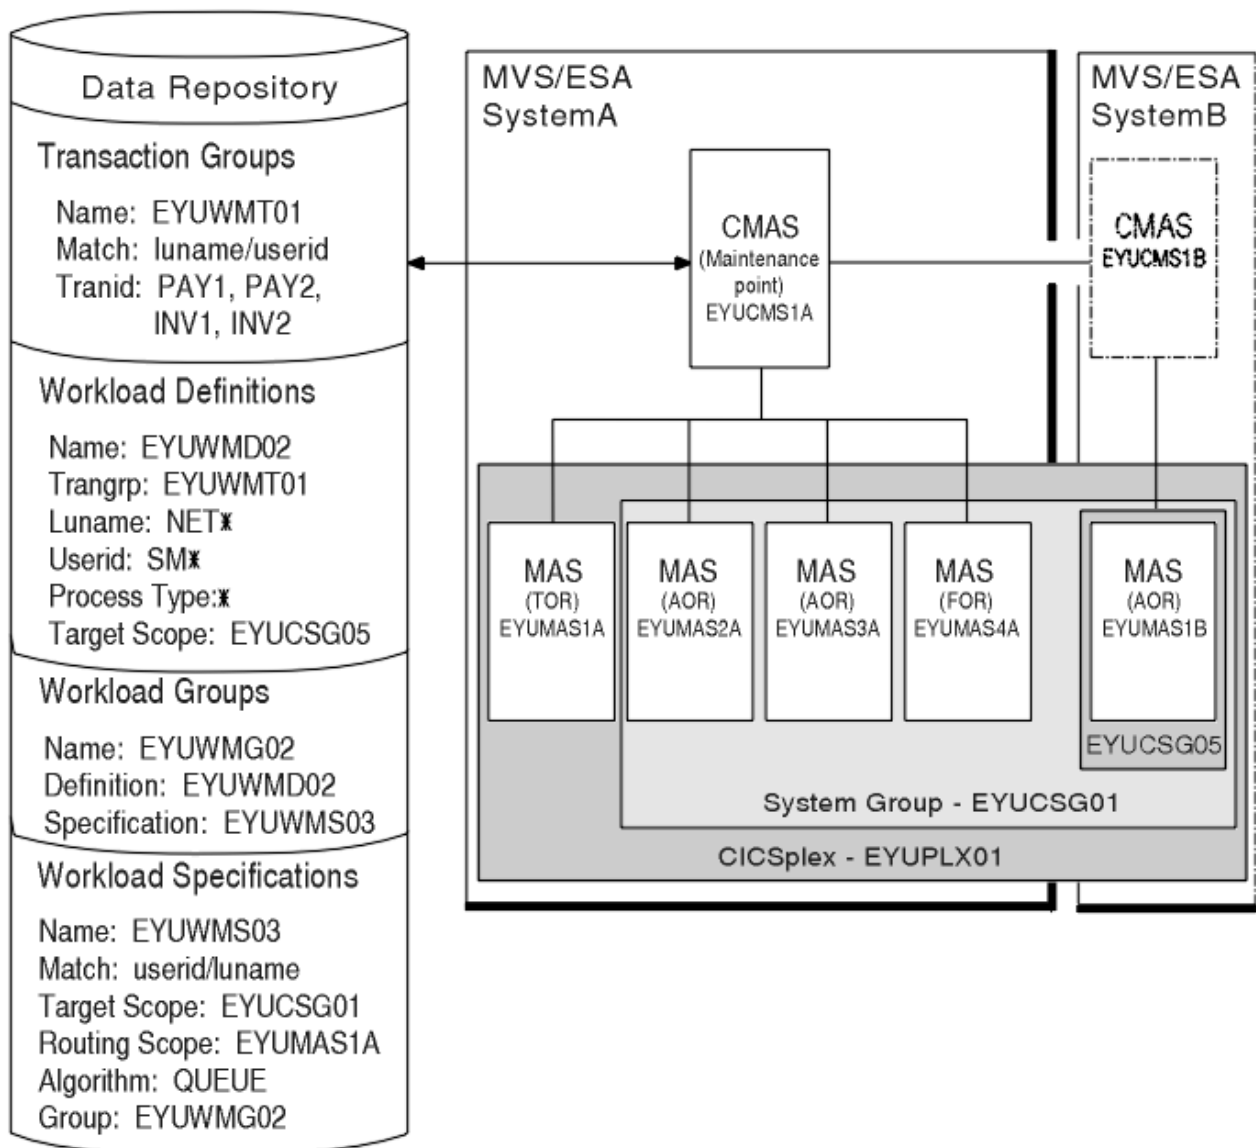 Data Repository
Transaction Groups
Name: EYUWMT01
Match: luname/userid
Tranid: PAY1, PAY2,
INV1, INV2
Workload Definitions
Name: EYUWMD02
Trangrp: EYUWMT01
Luname: NET*
Userid: SM*
Process Type:*
Target Scope: EYUCSG05
Workload Groups
Name: EYUWMG02
Definition: EYUWMD02
Specification: EYUWMS03
Workload Specifications
Name: EYUWMS03
Match: userid/luname
Target Scope: EYUCSG01
Routing Scope: EYUMAS1A
Algorithm: QUEUE
Group: EYUWMG02
MVS/ESA
SystemA
CMAS
(Maintenance
point)
EYUCMS1A
MVS/ESA
SystemB
CMAS
EYUCMS1B
MAS
(TOR)
EYUMAS1A
MAS
(AOR)
EYUMAS2A
MAS
(AOR)
EYUMAS3A
MAS
(FOR)
EYUMAS4A
MAS
(AOR)
EYUMAS1B
EYUCSG05
System Group - EYUCSG01
CICSplex - EYUPLX01